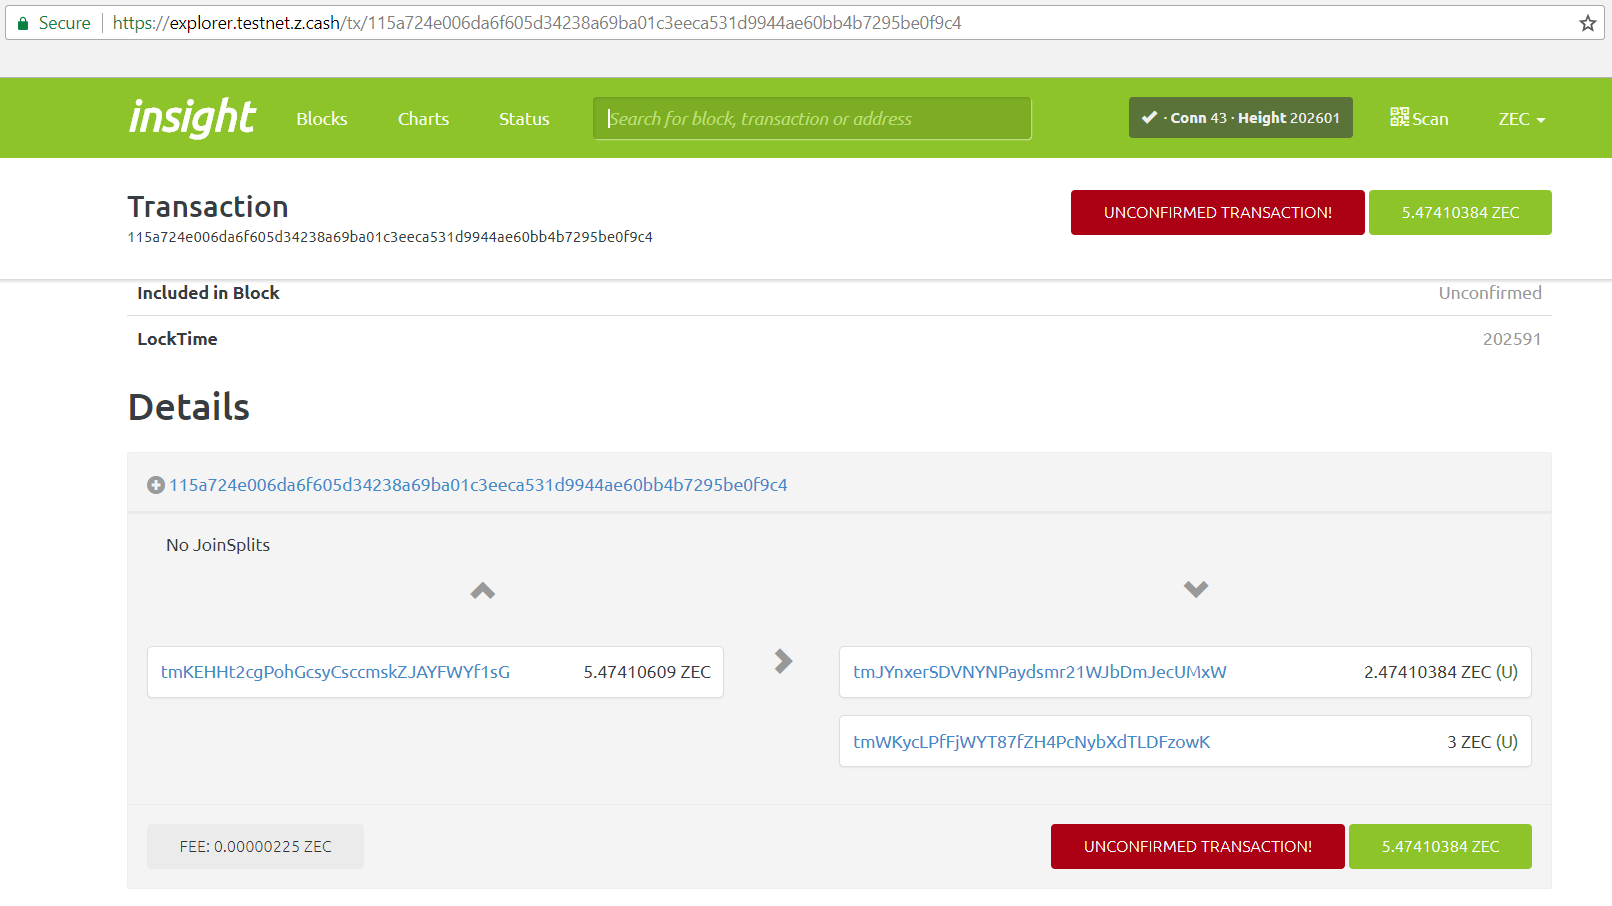 Secure https://explorer.testnet.z.cash/tx/115a724e006da6f605d34238a69ba01c3eeca531d9944ae60bb4b7295be0f9c4
insight Blocks Charts Status Search for block, transaction or address · Conn 43 · Height 202601 Scan ZEC
Transaction
115a724e006da6f605d34238a69ba01c3eeca531d9944ae60bb4b7295be0f9c4
UNCONFIRMED TRANSACTION! 5.47410384 ZEC
Included in Block Unconfirmed
LockTime 202591
Details
115a724e006da6f605d34238a69ba01c3eeca531d9944ae60bb4b7295be0f9c4
No JoinSplits
tmKEHHt2cgPohGcsyCsccmskZJAYFWYf1sG 5.47410609 ZEC
tmJYnxerSDVNYNPaydsmr21WJbDmJecUMxW 2.47410384 ZEC (U)
tmWKycLPfFjWYT87fZH4PcNybXdTLDFzowK 3 ZEC (U)
FEE: 0.00000225 ZEC UNCONFIRMED TRANSACTION! 5.47410384 ZEC